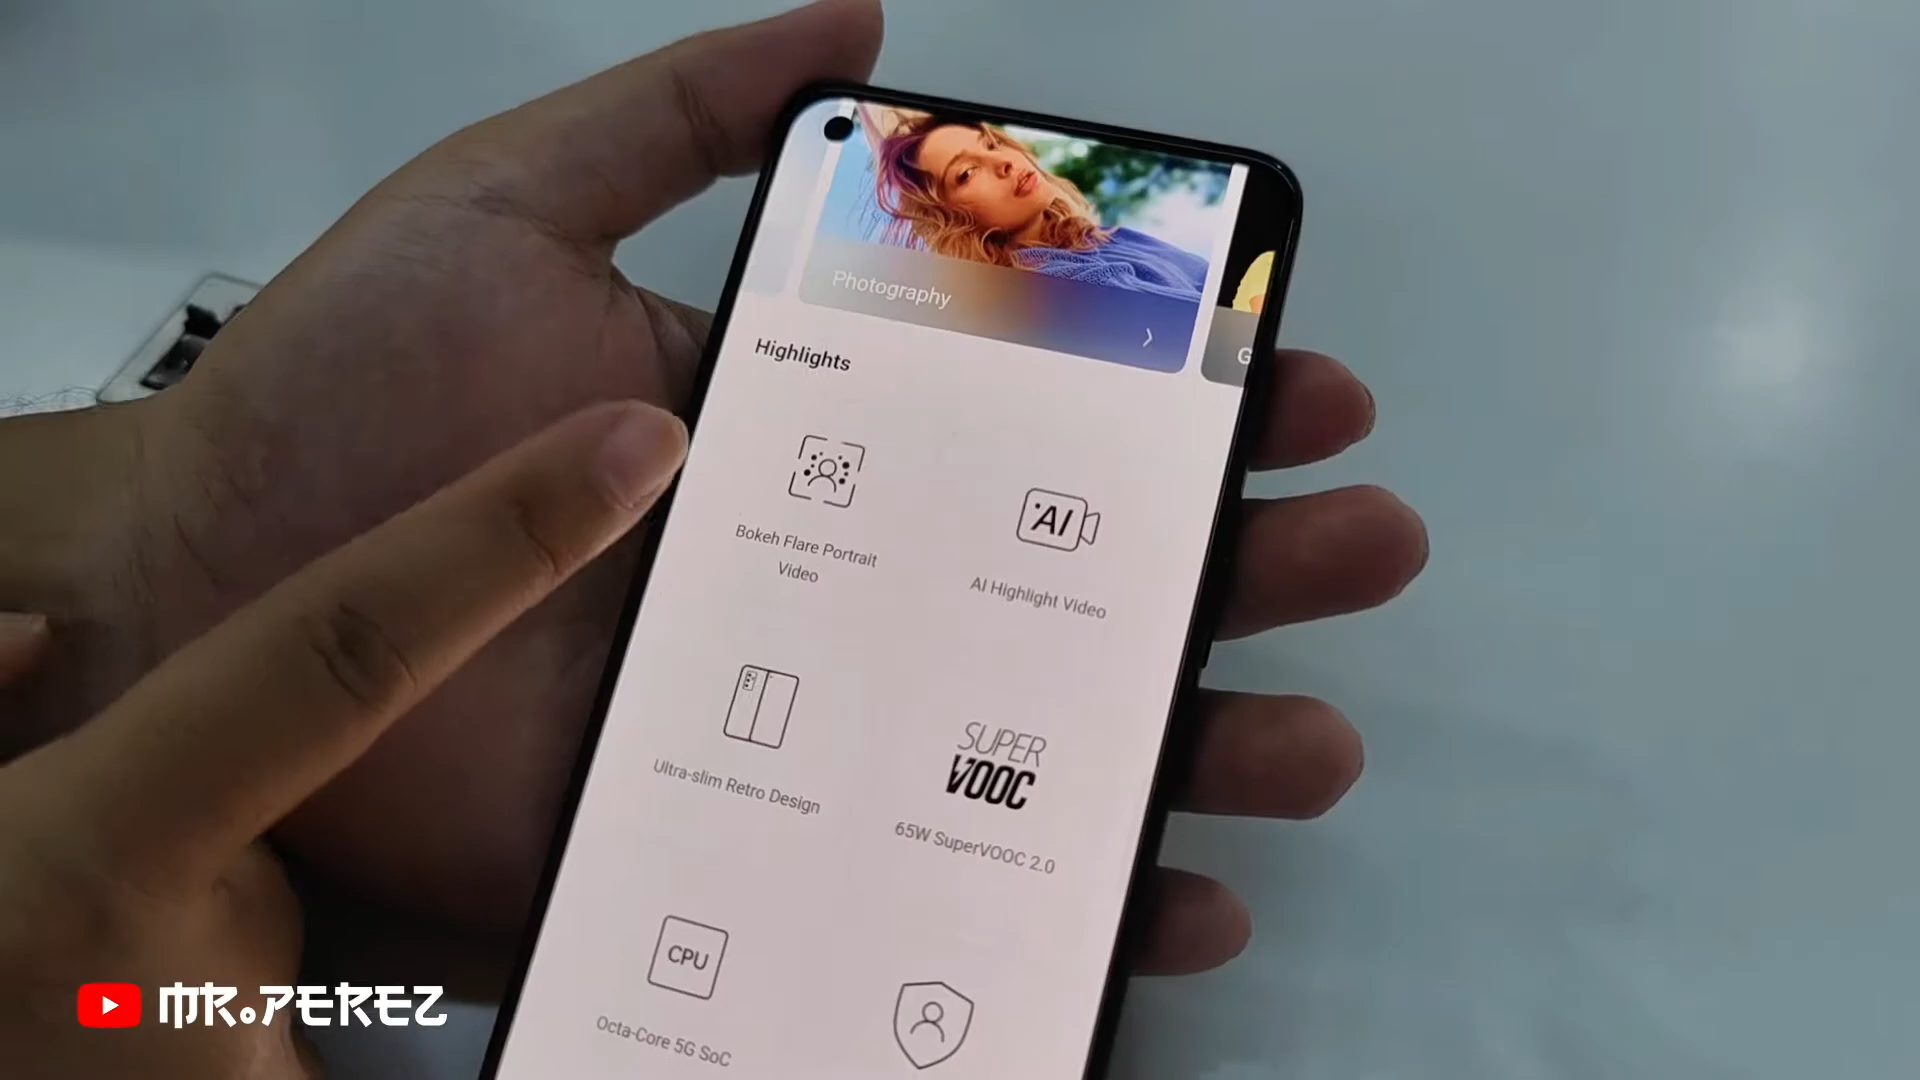 Photography
G
Highlights
Bokeh Flare Portrait
Video
AI
AI Highlight Video
Ultra-slim Retro Design
SUPER
VOOC
65W SuperVOOC 2.0
CPU
Octa-Core 5G SoC
MR.PEREZ